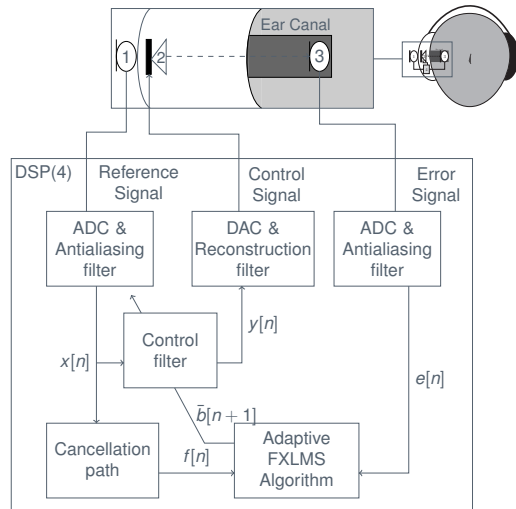 Ear Canal
1
2
3
DSP(4)
Reference
Signal
Control
Signal
Error
Signal
ADC &
Antialiasing
filter
DAC &
Reconstruction
filter
ADC &
Antialiasing
filter
Control
filter
y[n]
x[n]
e[n]
b̄[n + 1]
Cancellation
path
f[n]
Adaptive
FXLMS
Algorithm